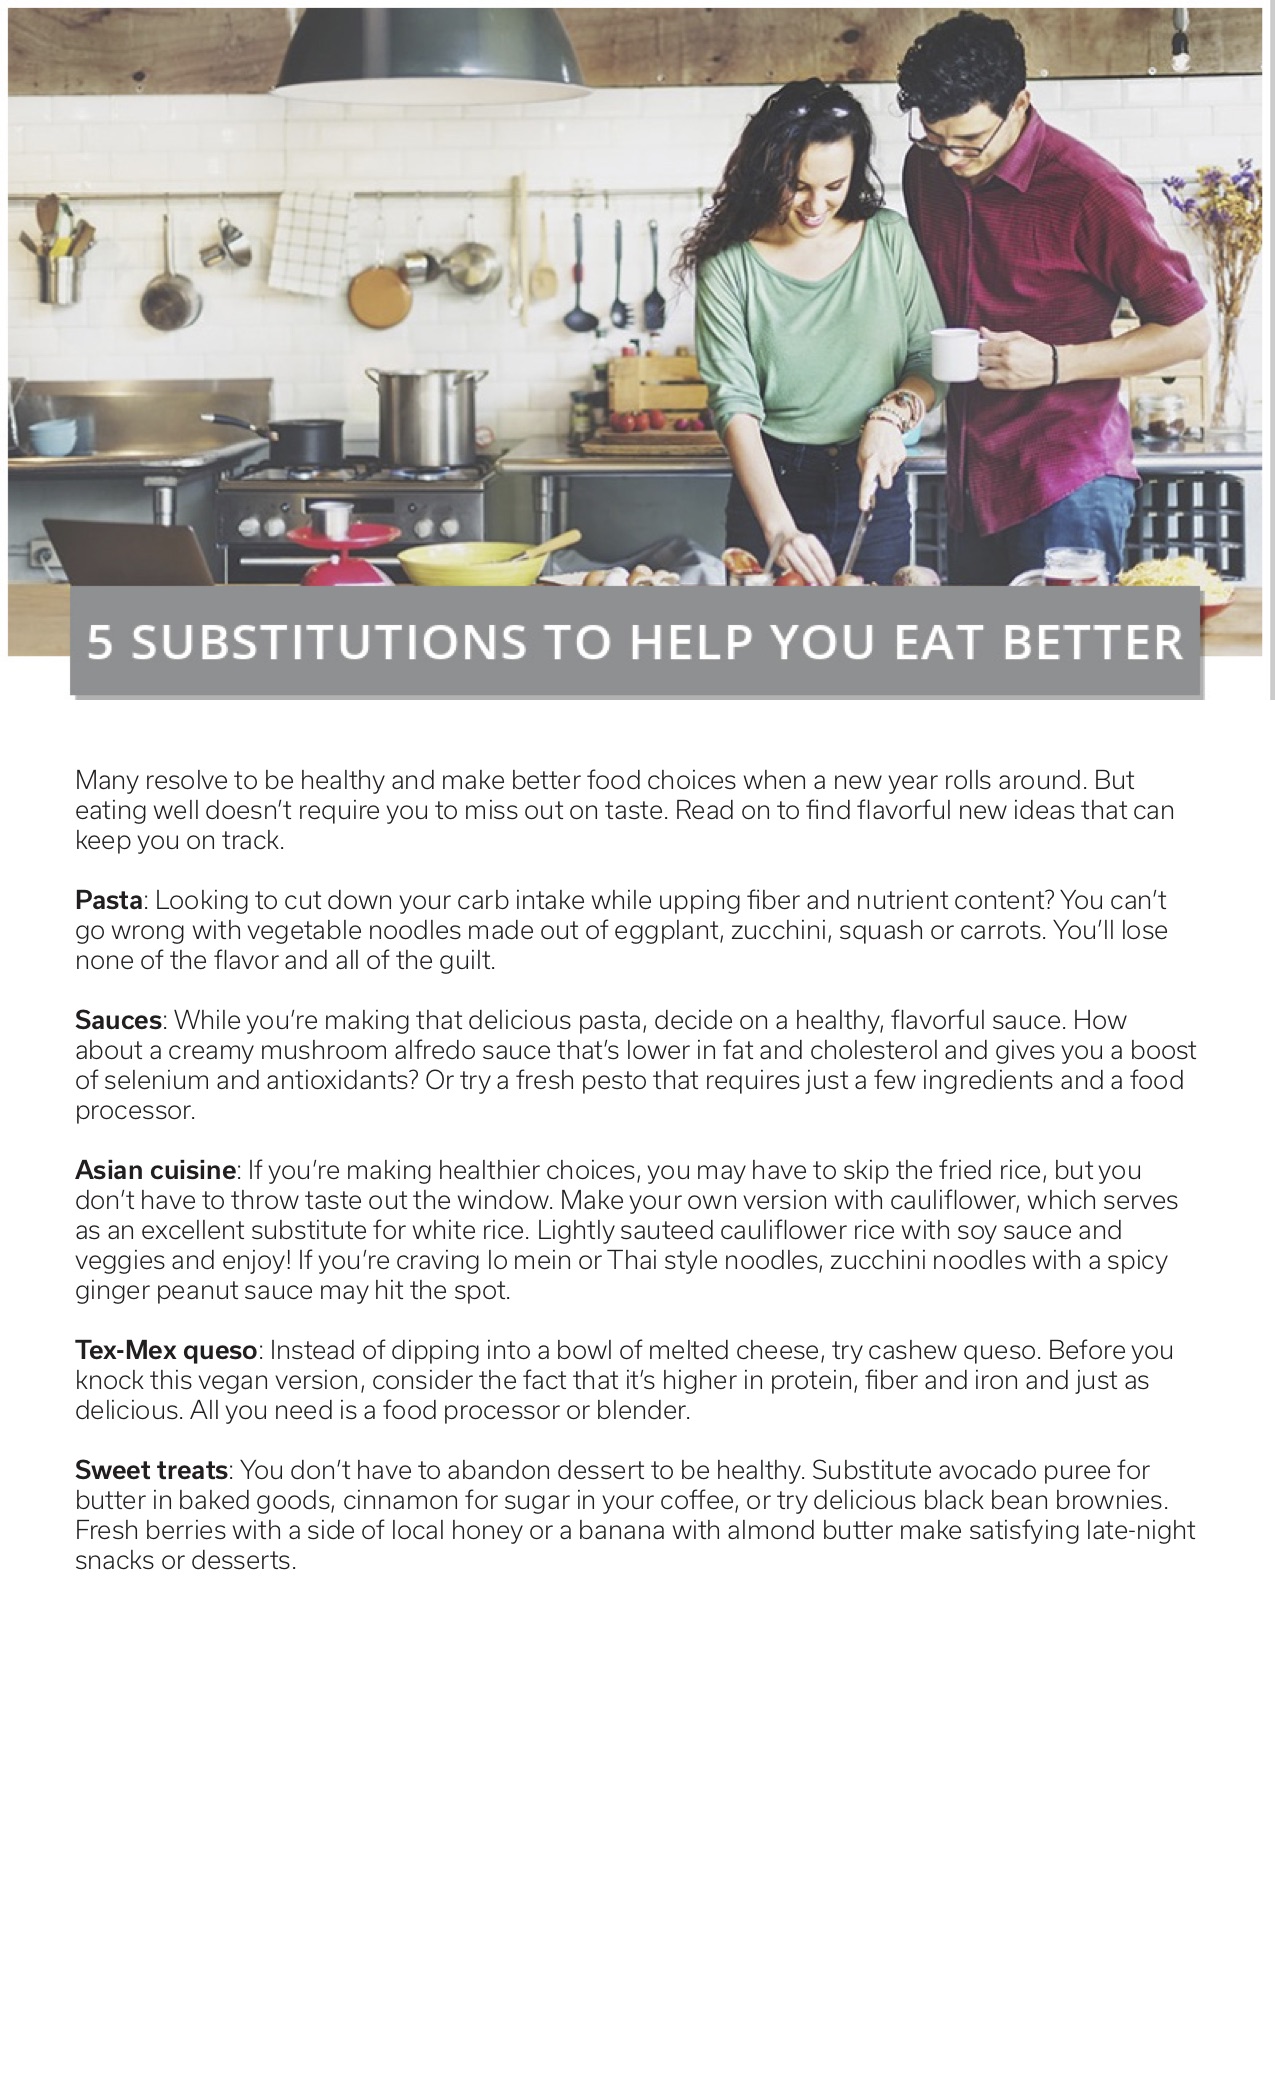 5 SUBSTITUTIONS TO HELP YOU EAT BETTER
Many resolve to be healthy and make better food choices when a new year rolls around. But
eating well doesn’t require you to miss out on taste. Read on to find flavorful new ideas that can
keep you on track.
Pasta: Looking to cut down your carb intake while upping fiber and nutrient content? You can’t
go wrong with vegetable noodles made out of eggplant, zucchini, squash or carrots. You’ll lose
none of the flavor and all of the guilt.
Sauces: While you’re making that delicious pasta, decide on a healthy, flavorful sauce. How
about a creamy mushroom alfredo sauce that’s lower in fat and cholesterol and gives you a boost
of selenium and antioxidants? Or try a fresh pesto that requires just a few ingredients and a food
processor.
Asian cuisine: If you’re making healthier choices, you may have to skip the fried rice, but you
don’t have to throw taste out the window. Make your own version with cauliflower, which serves
as an excellent substitute for white rice. Lightly sauteed cauliflower rice with soy sauce and
veggies and enjoy! If you’re craving lo mein or Thai style noodles, zucchini noodles with a spicy
ginger peanut sauce may hit the spot.
Tex-Mex queso: Instead of dipping into a bowl of melted cheese, try cashew queso. Before you
knock this vegan version, consider the fact that it’s higher in protein, fiber and iron and just as
delicious. All you need is a food processor or blender.
Sweet treats: You don’t have to abandon dessert to be healthy. Substitute avocado puree for
butter in baked goods, cinnamon for sugar in your coffee, or try delicious black bean brownies.
Fresh berries with a side of local honey or a banana with almond butter make satisfying late-night
snacks or desserts.